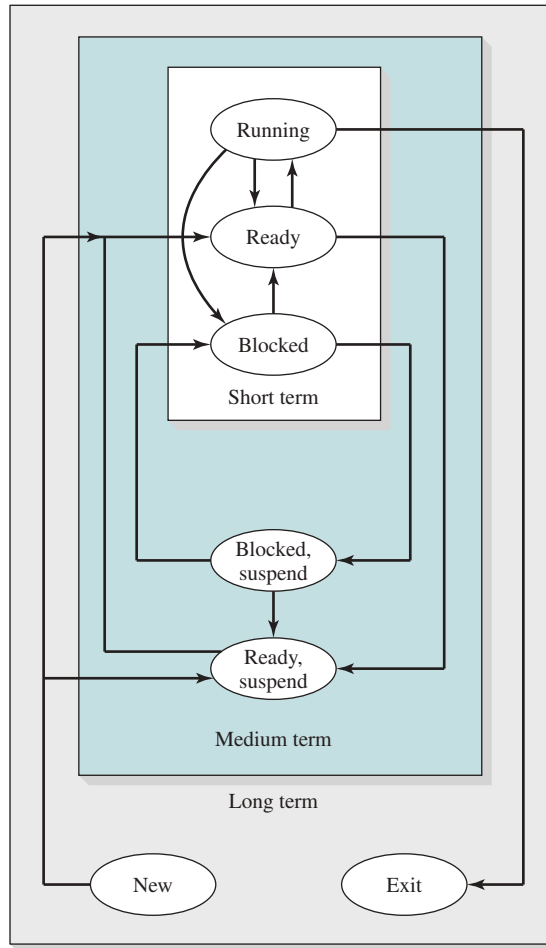 Running
Ready
Blocked
Short term
Blocked,
suspend
Ready,
suspend
Medium term
Long term
New
Exit